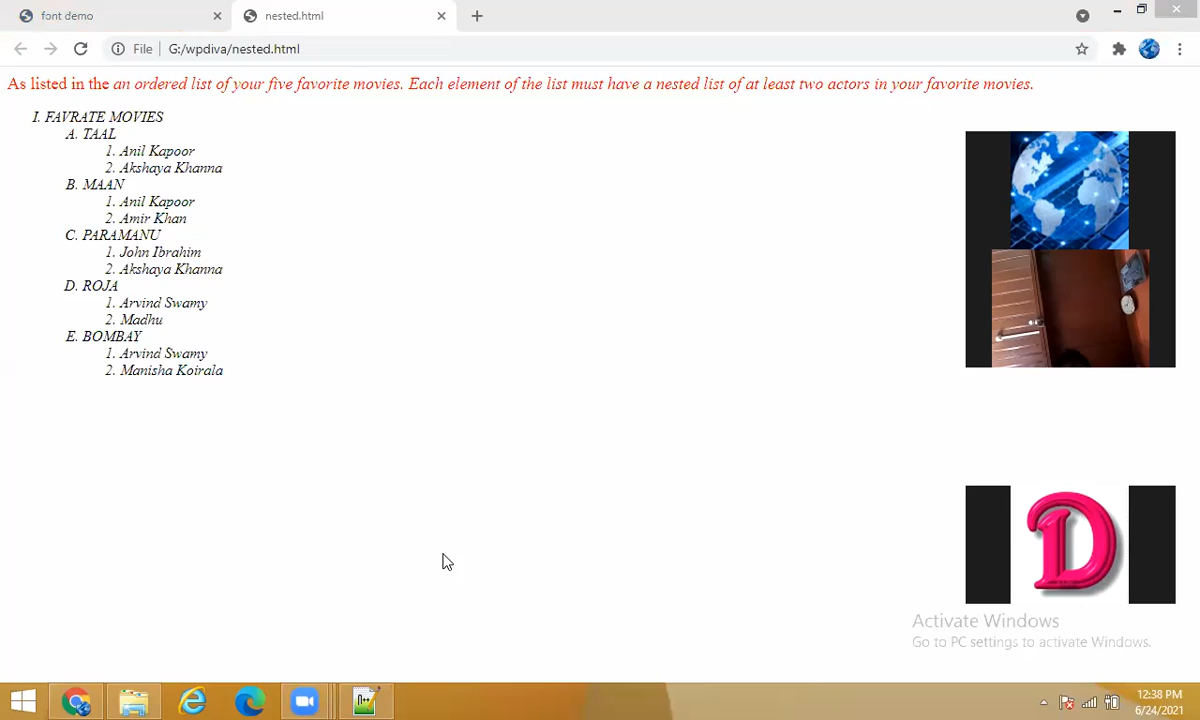 font demo
nested.html
File
G:/wpdiva/nested.html
As listed in the an ordered list of your five favorite movies. Each element of the list must have a nested list of at least two actors in your favorite movies.
I. FAVRATE MOVIES
A. TAAL
1. Anil Kapoor
2. Akshaya Khanna
B. MAAN
1. Anil Kapoor
2. Amir Khan
C. PARAMANU
1. John Ibrahim
2. Akshaya Khanna
D. ROJA
1. Arvind Swamy
2. Madhu
E. BOMBAY
1. Arvind Swamy
2. Manisha Koirala
D
Activate Windows
Go to PC settings to activate Windows.
12:38 PM
6/24/2021